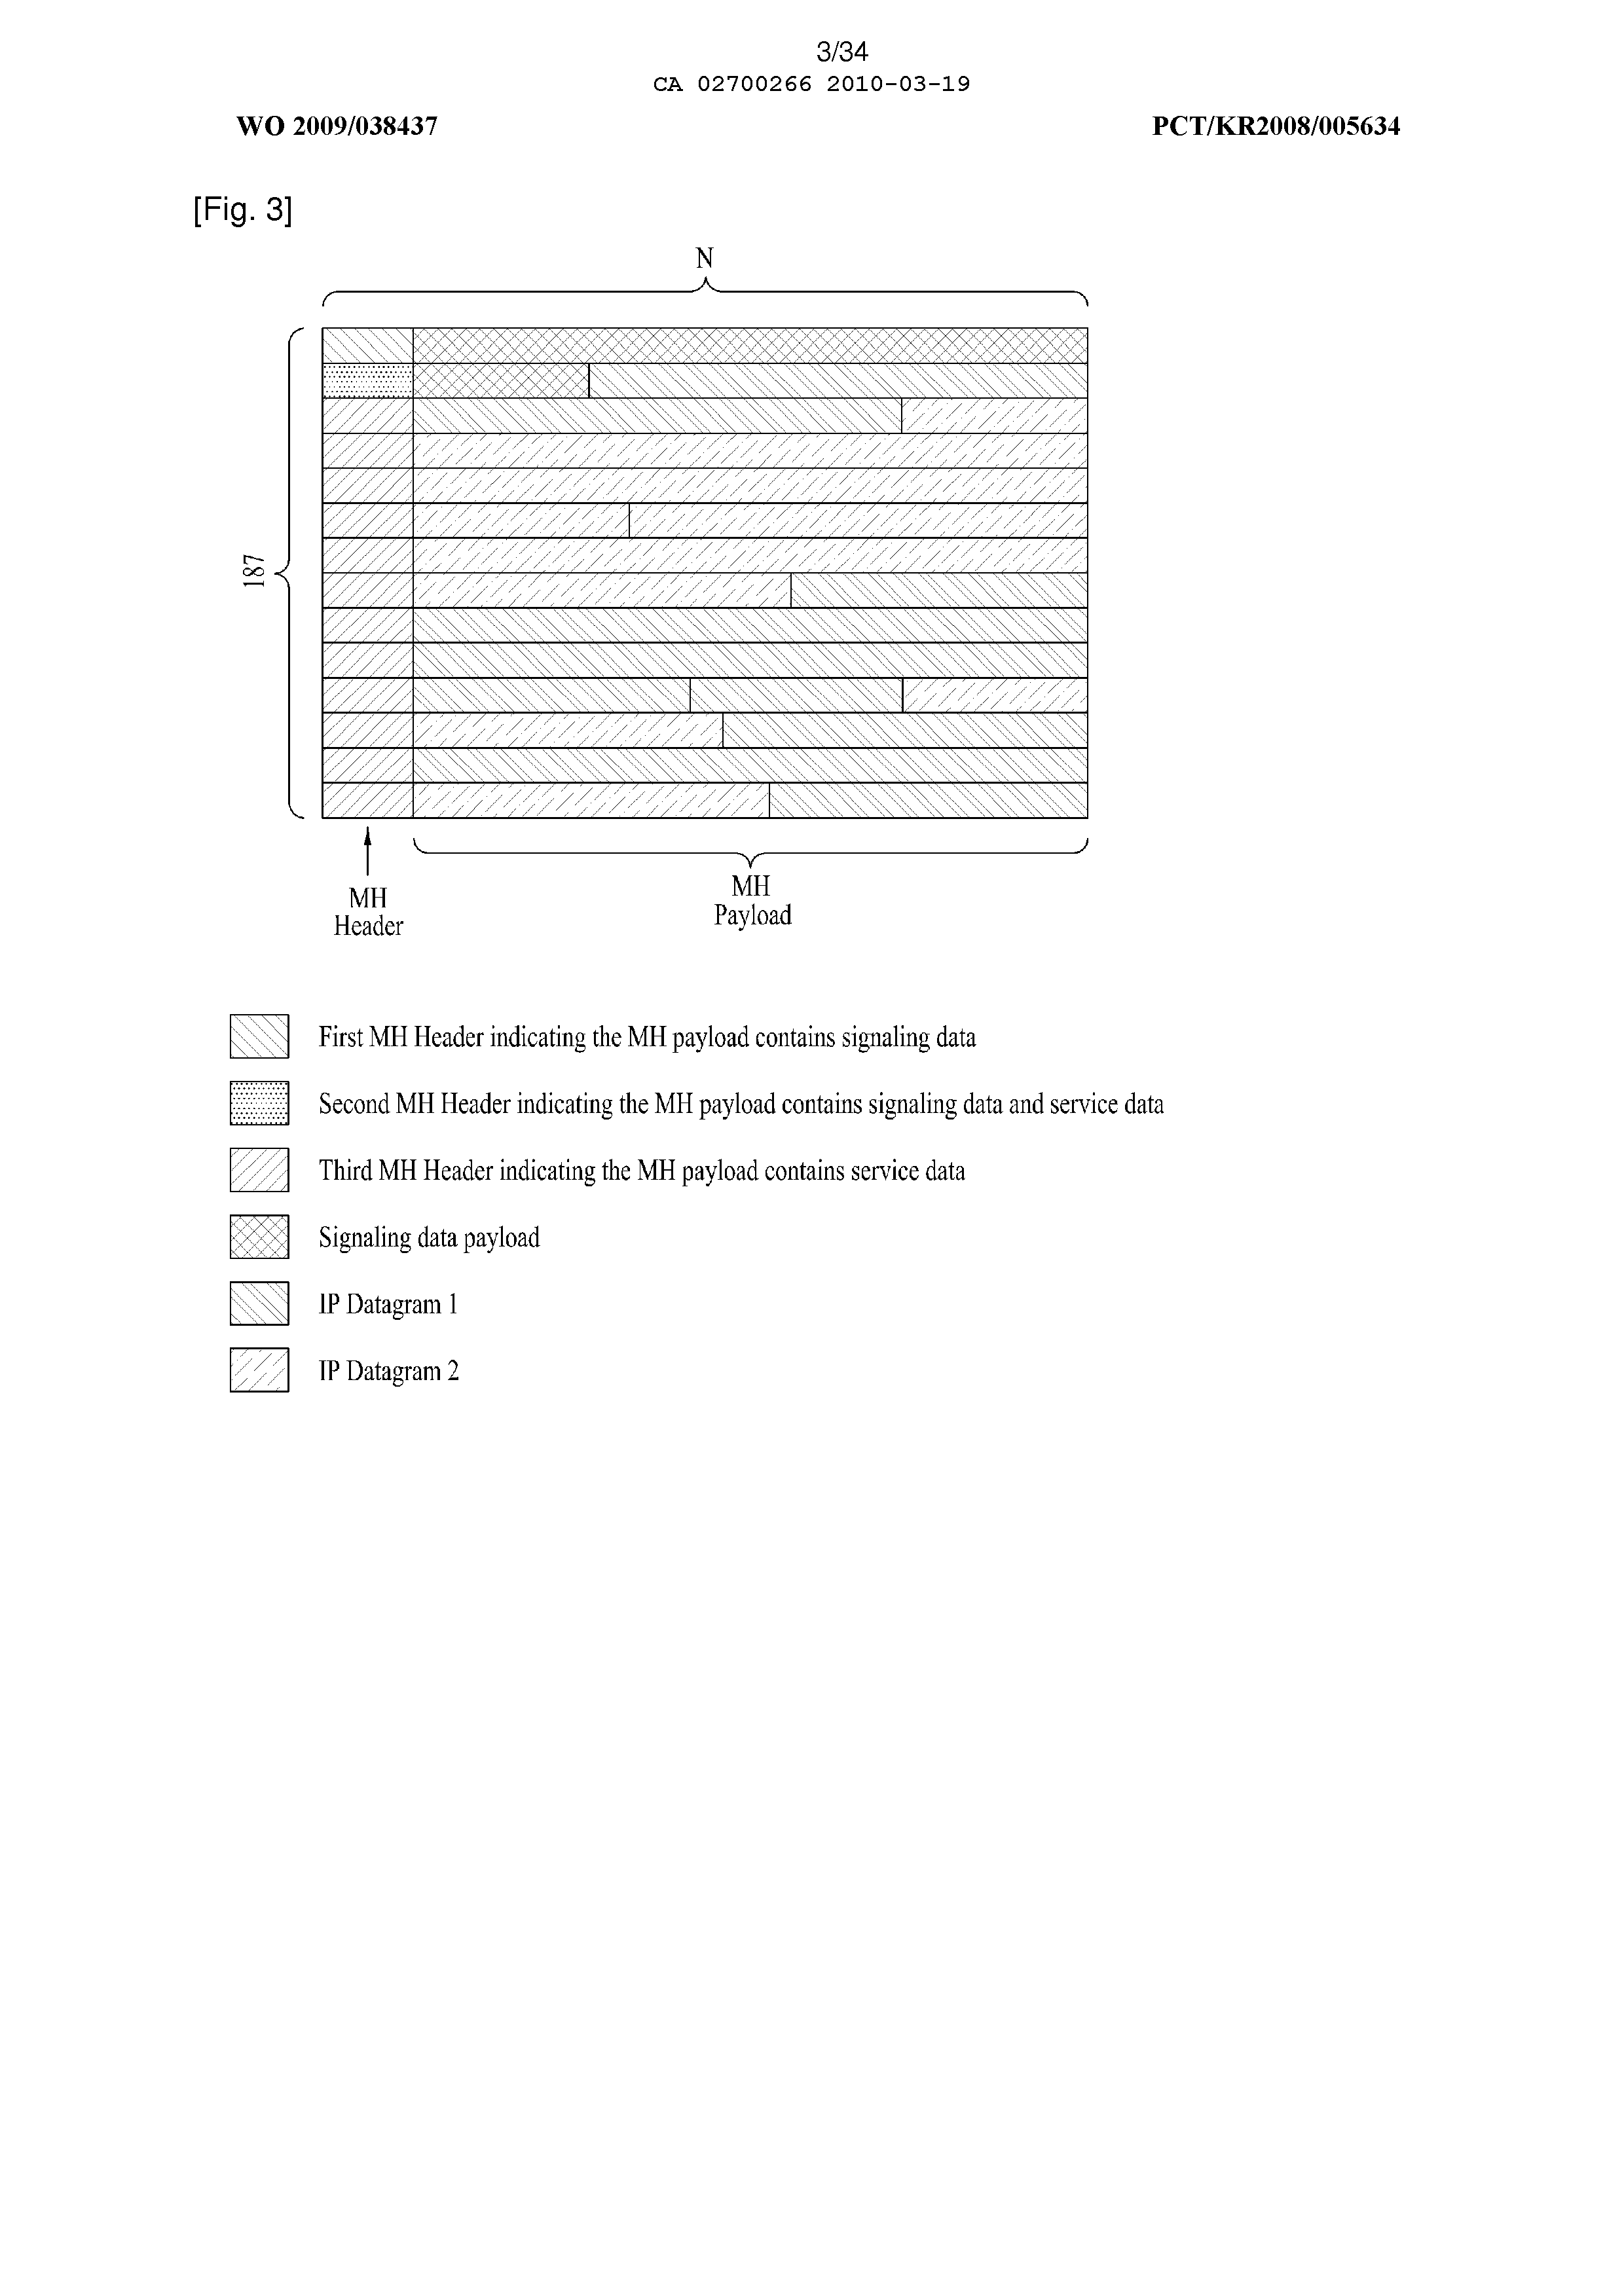 3/34
CA 02700266 2010-03-19
WO 2009/038437
PCT/KR2008/005634
[Fig. 3]
N
187
MH
Header
MH
Payload
First MH Header indicating the MH payload contains signaling data
Second MH Header indicating the MH payload contains signaling data and service data
Third MH Header indicating the MH payload contains service data
Signaling data payload
IP Datagram 1
IP Datagram 2